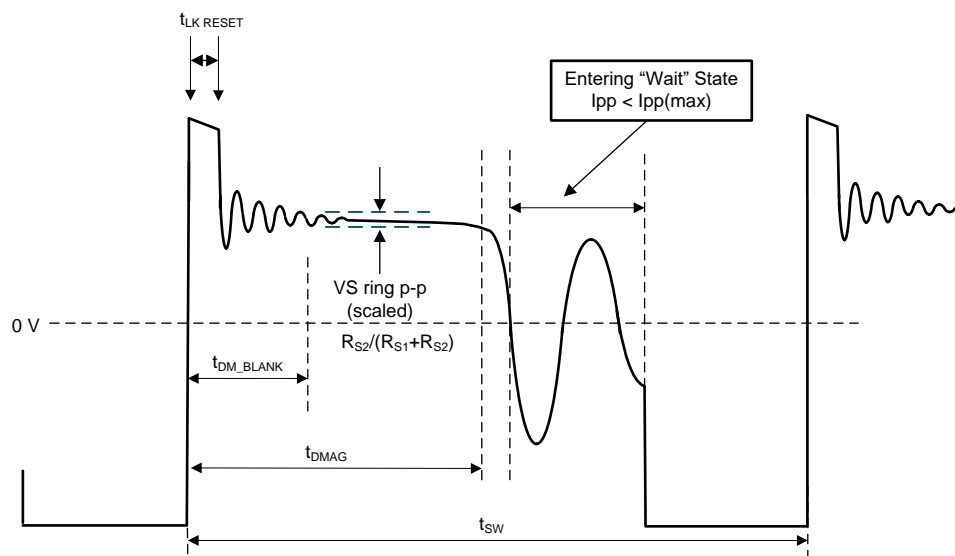 tLK RESET
Entering “Wait” State
Ipp < Ipp(max)
VS ring p-p
(scaled)
RS2/(RS1+RS2)
0 V
tDM_BLANK
tDMAG
tSW